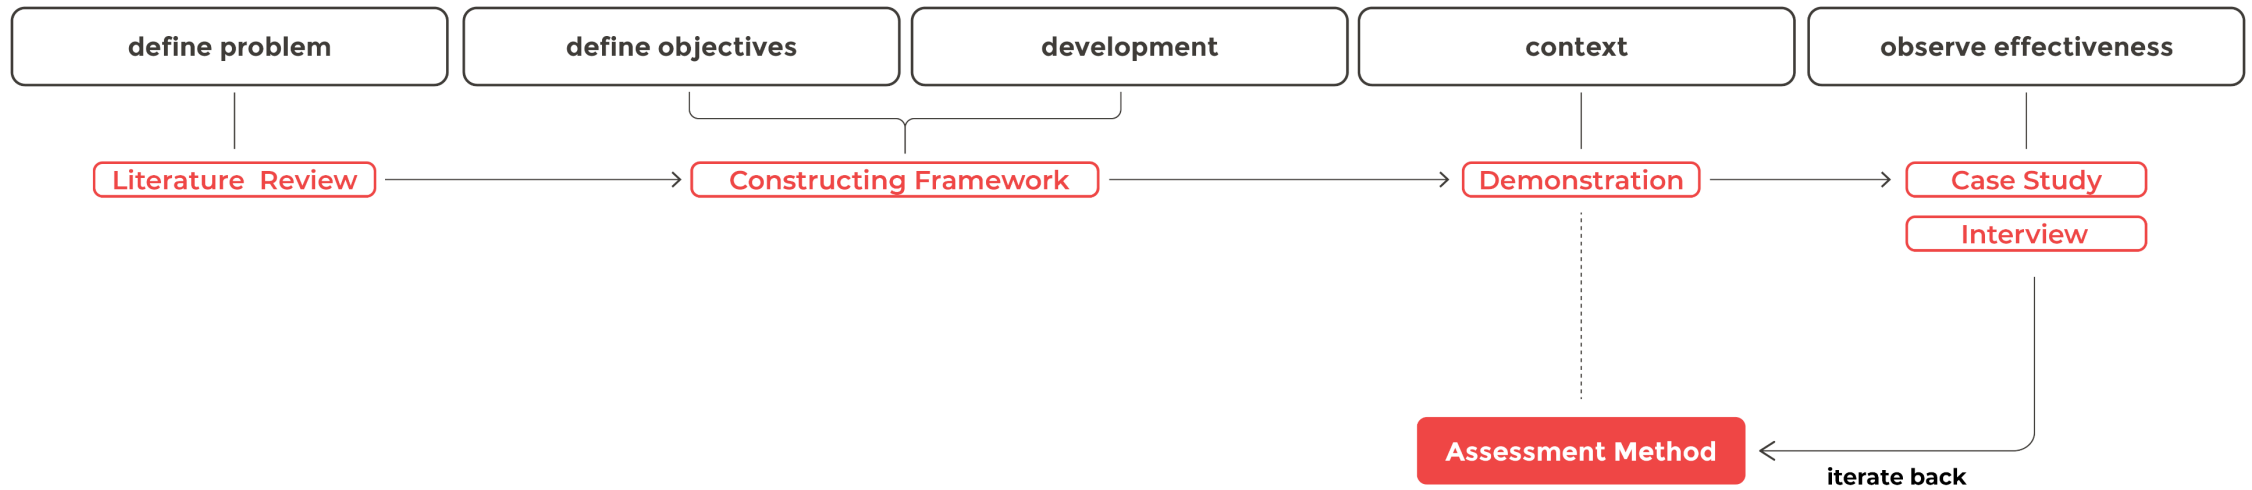 define problem
define objectives
development
context
observe effectiveness
Literature Review
Constructing Framework
Demonstration
Case Study
Interview
Assessment Method
iterate back